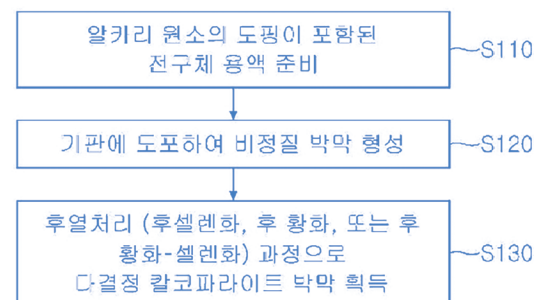 알카리 원소의 도핑이 포함된
전구체 용액 준비
S110
기판에 도포하여 비정질 박막 형성
S120
후열처리 (후셀렌화, 후 황화, 또는 후
황화-셀렌화) 과정으로
다결정 칼코파라이트 박막 획득
S130